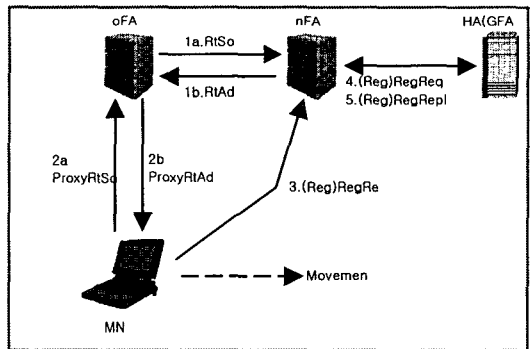 oFA
nFA
HA(GFA
1a.RtSo
1b.RtAd
4.(Reg)RegReq
5.(Reg)RegRepl
2a
ProxyRtSo
2b
ProxyRtAd
3.(Reg)RegRe
Movemen
MN